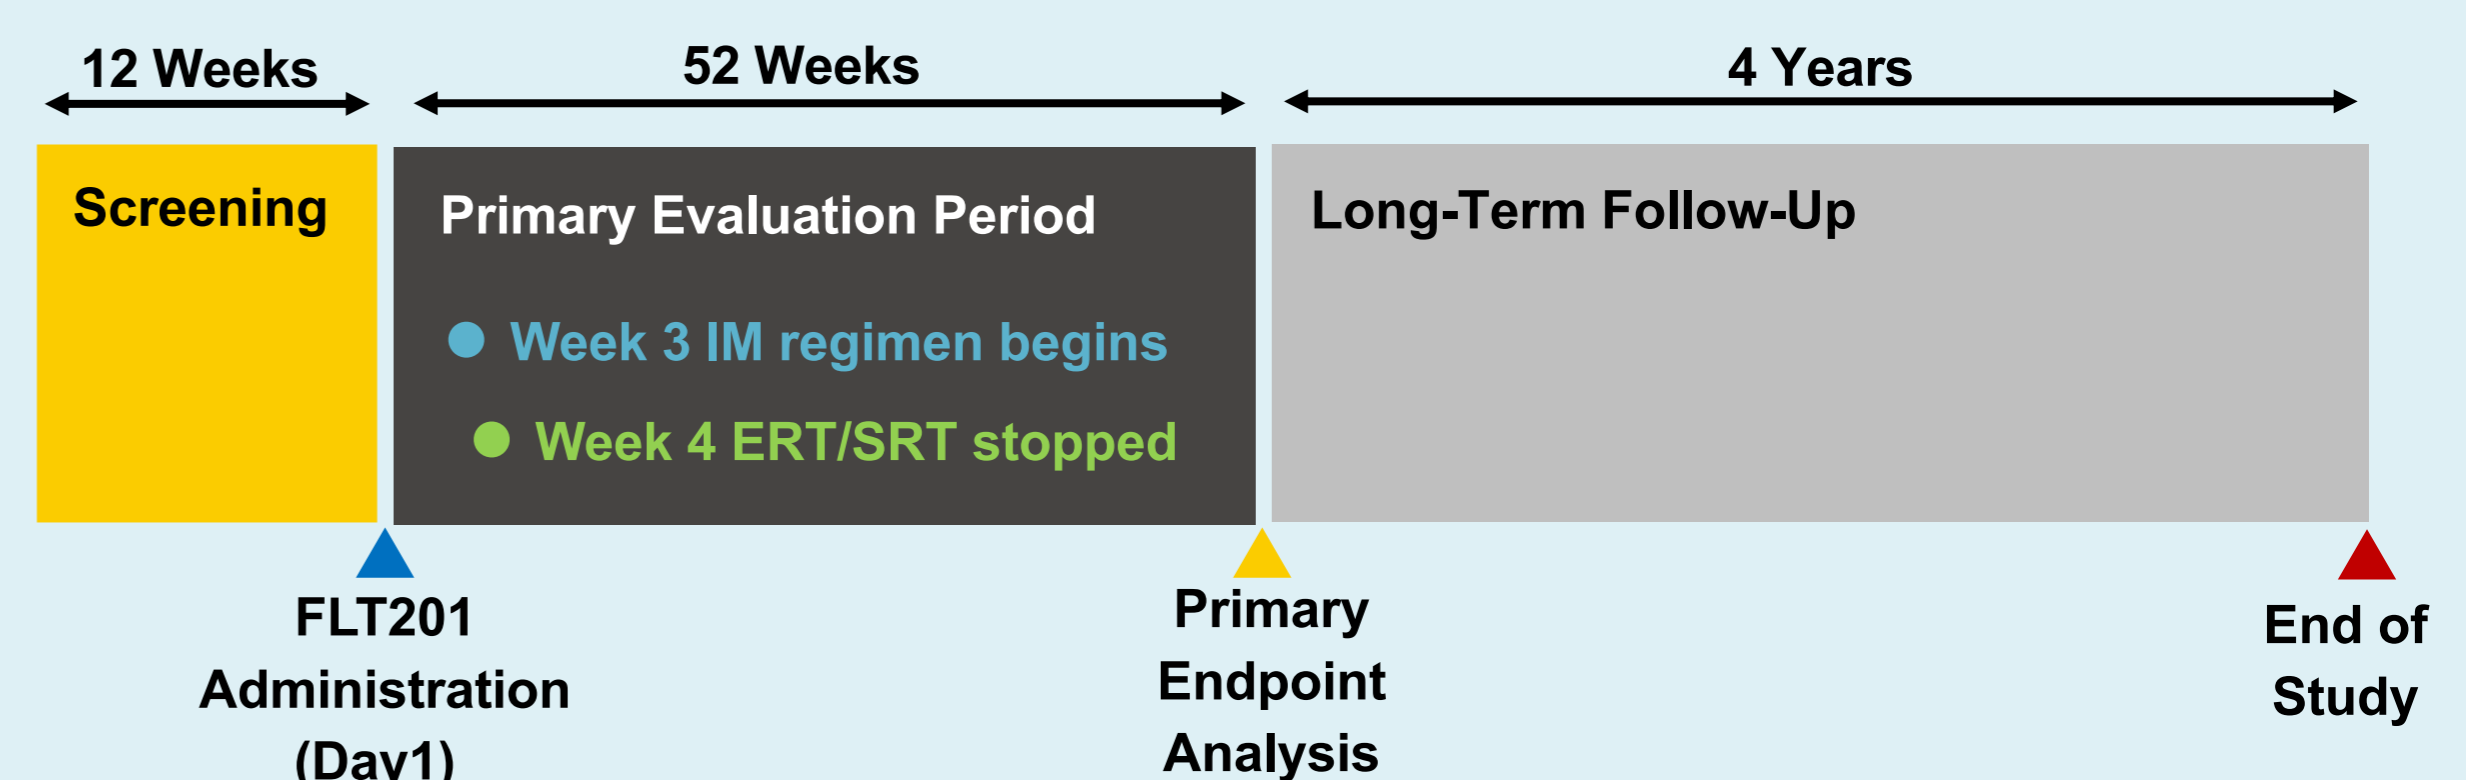 12 Weeks
52 Weeks
4 Years
Screening
Primary Evaluation Period
Week 3 IM regimen begins
Week 4 ERT/SRT stopped
Long-Term Follow-Up
FLT201
Administration
(Day1)
Primary
Endpoint
Analysis
End of
Study